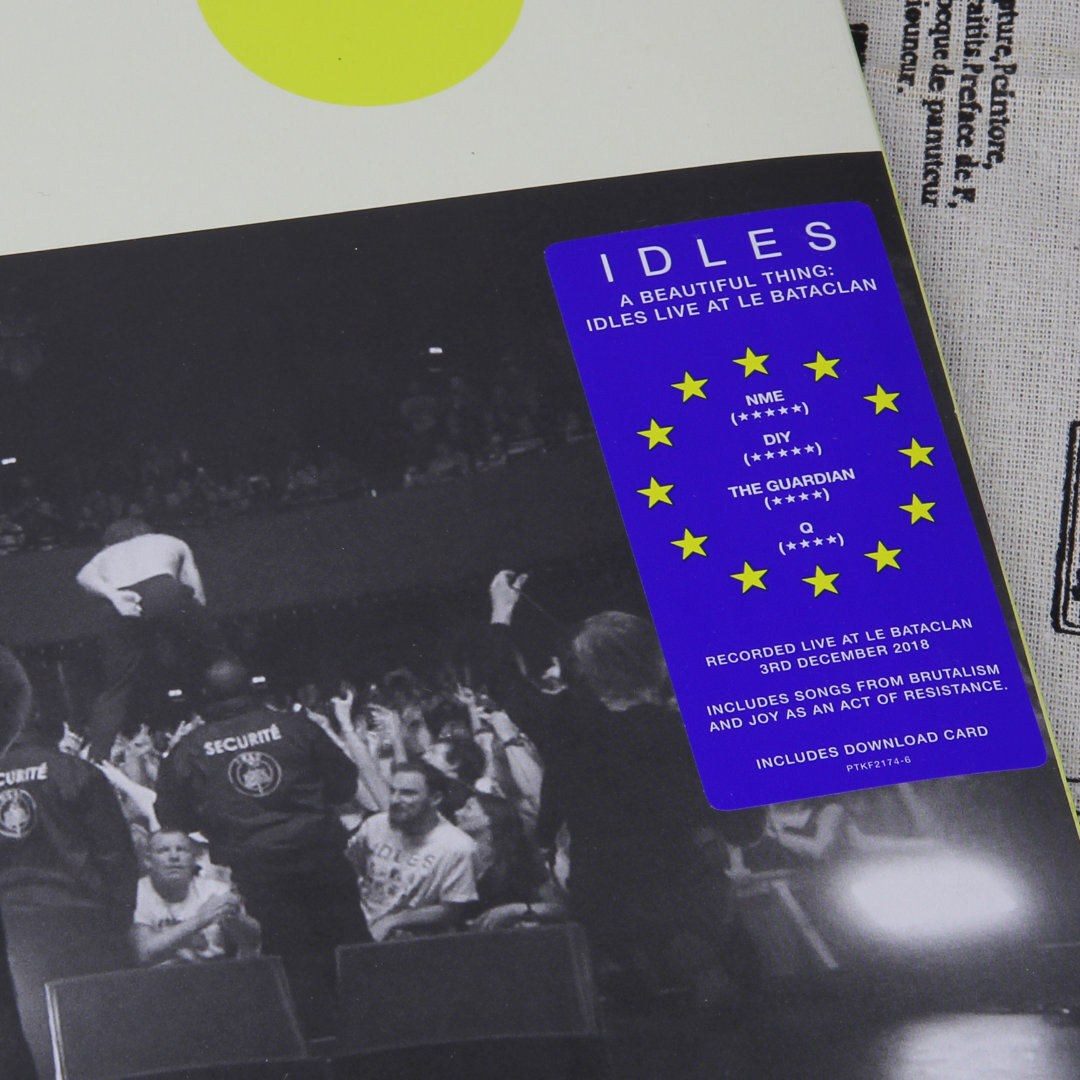 IDLES
A BEAUTIFUL THING:
IDLES LIVE AT LE BATACLAN
NME
(★★★★★)
DIY
(★★★★★)
THE GUARDIAN
(★★★★)
Q
(★★★★)
RECORDED LIVE AT LE BATACLAN
3RD DECEMBER 2018
INCLUDES SONGS FROM BRUTALISM
AND JOY AS AN ACT OF RESISTANCE.
INCLUDES DOWNLOAD CARD
PTKF2174-6
SECURITÉ
IDLES